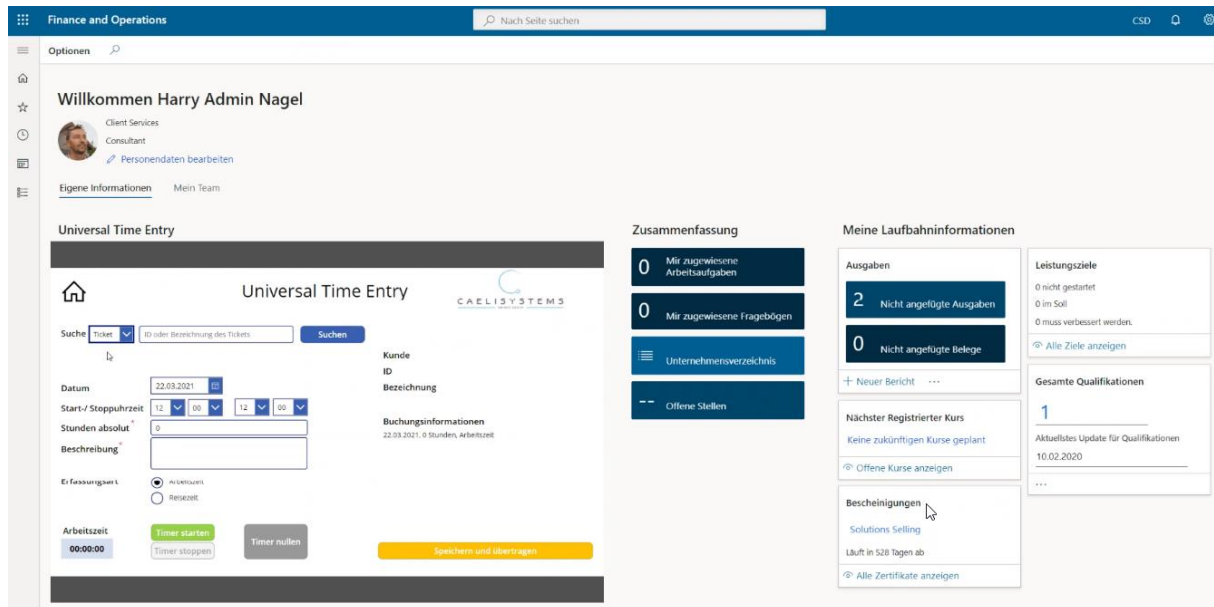 Finance and Operations
Nach Seite suchen
CSD
Optionen
Willkommen Harry Admin Nagel
Client Services
Consultant
Personendaten bearbeiten
Eigene Informationen Mein Team
Universal Time Entry
Universal Time Entry
CAELISYSTEMS
Suche Ticket ID oder Bezeichnung des Tickets Suchen
Kunde
ID
Bezeichnung
Datum 22.03.2021
Start-/ Stoppuhrzeit 12 00 12 00
Stunden absolut * 0
Beschreibung *
Buchungsinformationen
22.03.2021, 0 Stunden, Arbeitszeit
Erfassungsart Arbeitszeit
Reisezeit
Arbeitszeit
00:00:00
Timer starten
Timer stoppen
Timer nullen
Speichern und übertragen
Zusammenfassung
0 Mir zugewiesene
Arbeitsaufgaben
0 Mir zugewiesene Fragebögen
Unternehmensverzeichnis
-- Offene Stellen
Meine Laufbahninformationen
Ausgaben
2 Nicht angefügte Ausgaben
0 Nicht angefügte Belege
+ Neuer Bericht ...
Nächster Registrierter Kurs
Keine zukünftigen Kurse geplant
Offene Kurse anzeigen
Bescheinigungen
Solutions Selling
Läuft in 528 Tagen ab
Alle Zertifikate anzeigen
Leistungsziele
0 nicht gestartet
0 im Soll
0 muss verbessert werden.
Alle Ziele anzeigen
Gesamte Qualifikationen
1
Aktuellstes Update für Qualifikationen
10.02.2020
...